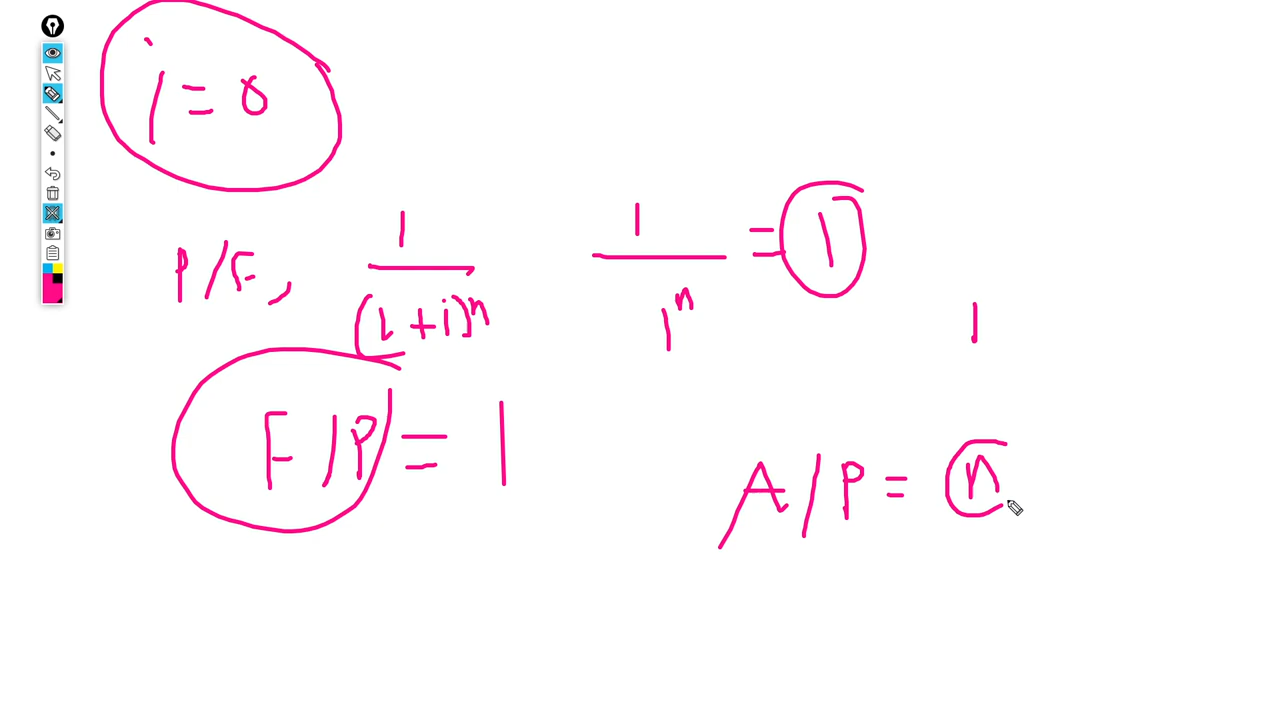 i = 0
P/F, 1/(1+i)^n 1/1^n = 1
1
F/P = 1
A/P = n